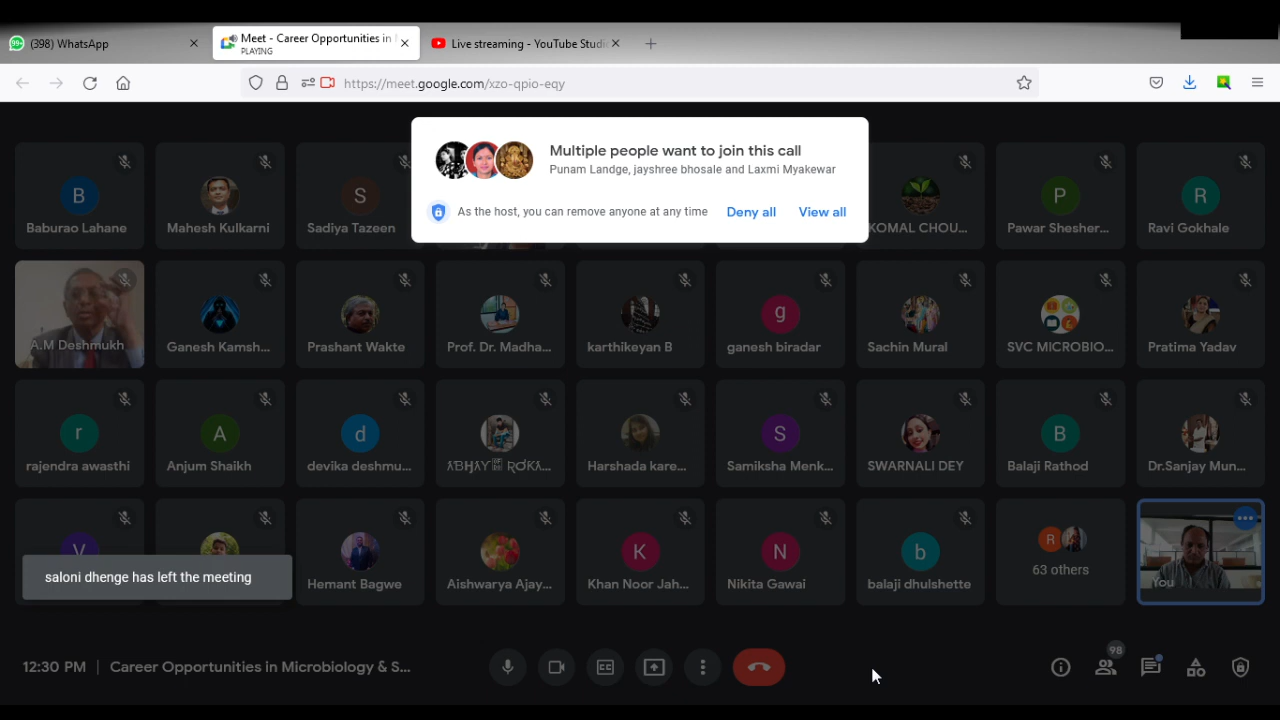 99+
(398) WhatsApp
Meet - Career Opportunities in
PLAYING
Live streaming - YouTube Studio
https://meet.google.com/xzo-qpio-eqy
Multiple people want to join this call
Punam Landge, jayshree bhosale and Laxmi Myakewar
As the host, you can remove anyone at any time
Deny all
View all
B
S
P
R
Baburao Lahane
Mahesh Kulkarni
Sadiya Tazeen
KOMAL CHOU...
Pawar Shesher...
Ravi Gokhale
g
A.M Deshmukh
Ganesh Kamsh...
Prashant Wakte
Prof. Dr. Madha...
karthikeyan B
ganesh biradar
Sachin Mural
SVC MICROBIO...
Pratima Yadav
r
A
d
S
B
rajendra awasthi
Anjum Shaikh
devika deshmu...
Harshada kare...
Samiksha Menk...
SWARNALI DEY
Balaji Rathod
Dr.Sanjay Mun...
V
K
N
b
R
saloni dhenge has left the meeting
Hemant Bagwe
Aishwarya Ajay...
Khan Noor Jah...
Nikita Gawai
balaji dhulshette
63 others
You
12:30 PM | Career Opportunities in Microbiology & S...
CC
98